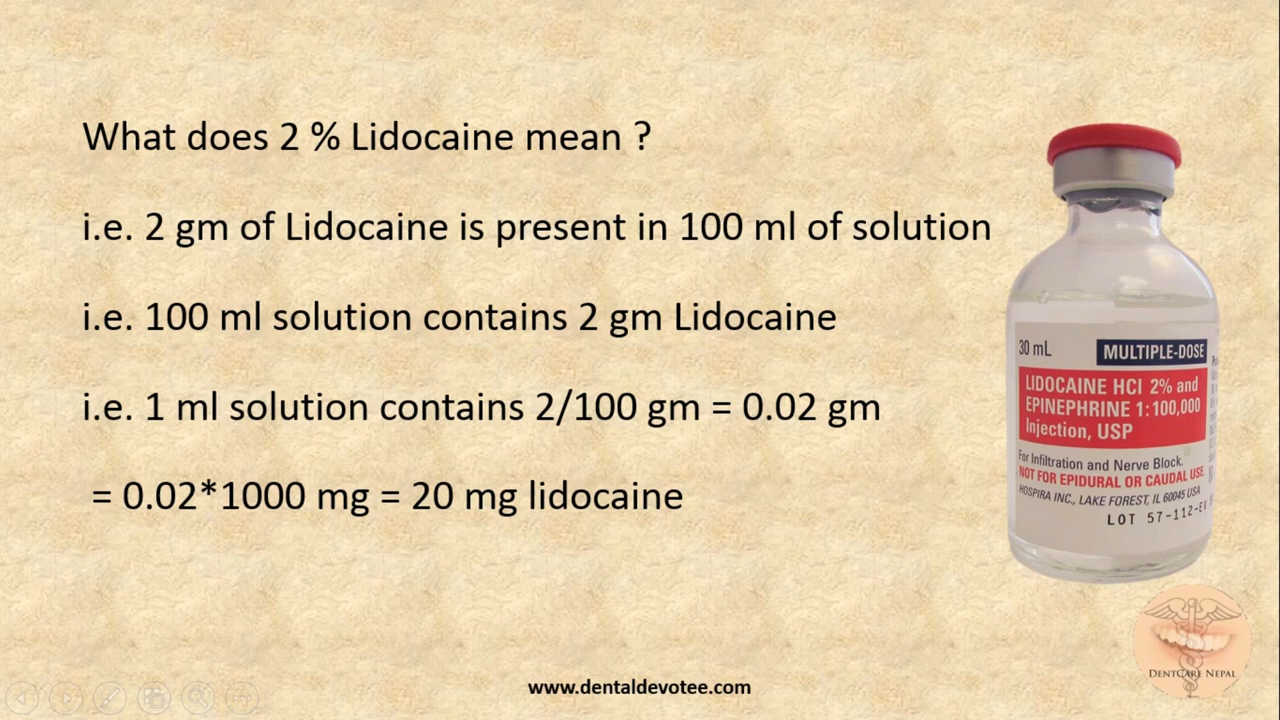 What does 2 % Lidocaine mean ?
i.e. 2 gm of Lidocaine is present in 100 ml of solution
i.e. 100 ml solution contains 2 gm Lidocaine
i.e. 1 ml solution contains 2/100 gm = 0.02 gm
= 0.02*1000 mg = 20 mg lidocaine
30 mL
MULTIPLE-DOSE
LIDOCAINE HCl 2% and
EPINEPHRINE 1:100,000
Injection, USP
For Infiltration and Nerve Block.
NOT FOR EPIDURAL OR CAUDAL USE.
HOSPIRA INC., LAKE FOREST, IL 60045 USA
LOT 57-112-E
DENTCARE NEPAL
www.dentaldevotee.com